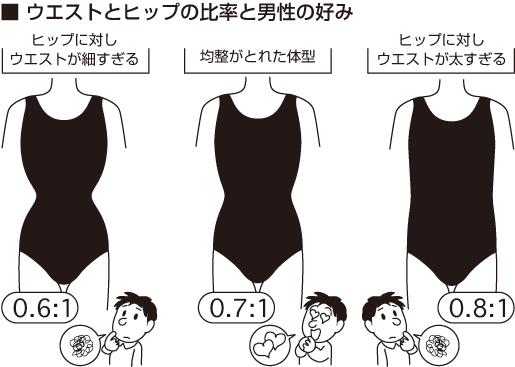 ■ ウエストとヒップの比率と男性の好み
ヒップに対し
ウエストが細すぎる
均整がとれた体型
ヒップに対し
ウエストが太すぎる
0.6:1
0.7:1
0.8:1